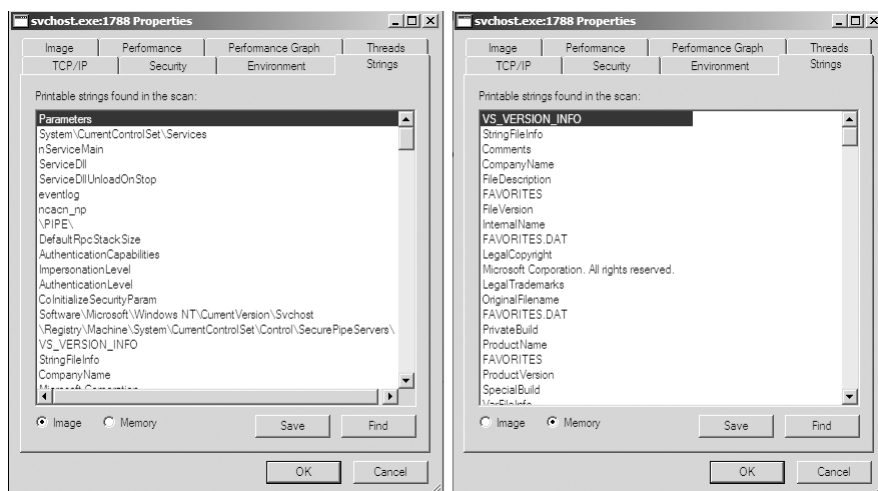 svchost.exe:1788 Properties
Image Performance Performance Graph Threads
TCP/IP Security Environment Strings
Printable strings found in the scan:
Parameters
System\CurrentControlSet\Services
nServiceMain
ServiceDll
ServiceDllUnloadOnStop
eventlog
ncacn_np
\PIPE\
DefaultRpcStackSize
AuthenticationCapabilities
ImpersonationLevel
AuthenticationLevel
CoInitializeSecurityParam
Software\Microsoft\Windows NT\CurrentVersion\Svchost
\Registry\Machine\System\CurrentControlSet\Control\SecurePipeServers\
VS_VERSION_INFO
StringFileInfo
CompanyName
Microsoft Corporation
Image Memory Save Find
OK Cancel
svchost.exe:1788 Properties
Image Performance Performance Graph Threads
TCP/IP Security Environment Strings
Printable strings found in the scan:
VS_VERSION_INFO
StringFileInfo
Comments
CompanyName
FileDescription
FAVORITES
FileVersion
InternalName
FAVORITES.DAT
LegalCopyright
Microsoft Corporation. All rights reserved.
LegalTrademarks
OriginalFilename
FAVORITES.DAT
PrivateBuild
ProductName
FAVORITES
ProductVersion
SpecialBuild
VarFileInfo
Image Memory Save Find
OK Cancel